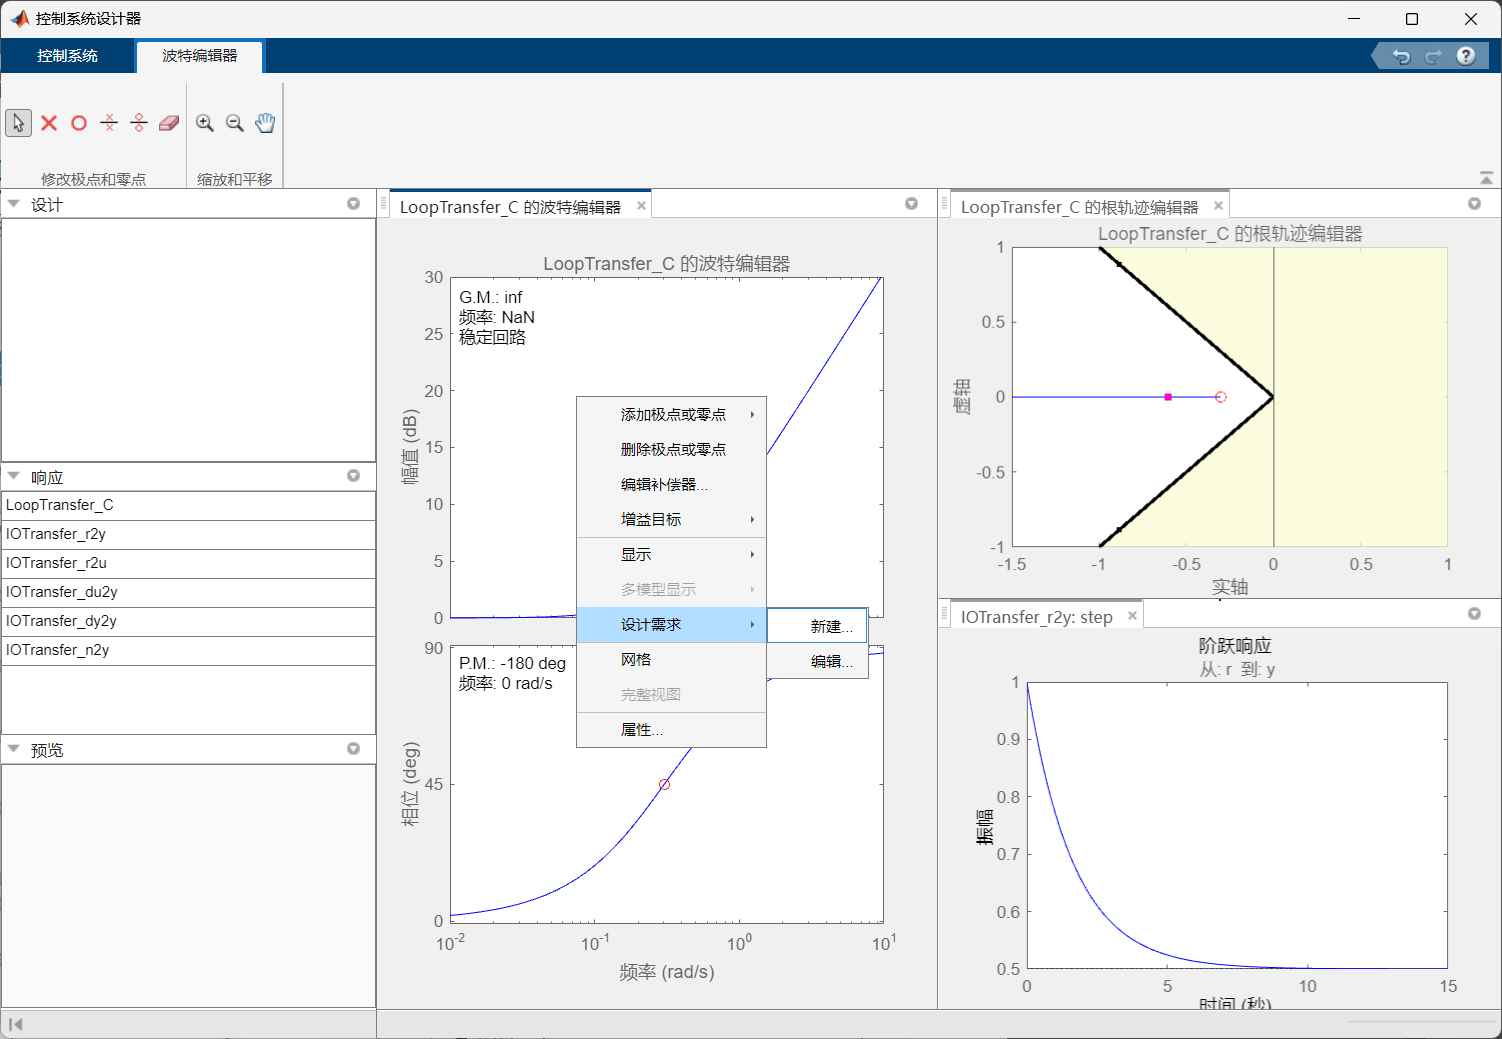 控制系统设计器
控制系统
波特编辑器
修改极点和零点
缩放和平移
设计
响应
LoopTransfer_C
IOTransfer_r2y
IOTransfer_r2u
IOTransfer_du2y
IOTransfer_dy2y
IOTransfer_n2y
预览
LoopTransfer_C 的波特编辑器
LoopTransfer_C 的波特编辑器
30
25
20
15
10
5
0
幅值 (dB)
G.M.: inf
频率: NaN
稳定回路
90
45
0
相位 (deg)
P.M.: -180 deg
频率: 0 rad/s
10-2
10-1
100
101
频率 (rad/s)
添加极点或零点
删除极点或零点
编辑补偿器...
增益目标
显示
多模型显示
设计需求
网格
完整视图
属性...
新建...
编辑...
LoopTransfer_C 的根轨迹编辑器
LoopTransfer_C 的根轨迹编辑器
1
0.5
0
-0.5
-1
虚轴
-1.5
-1
-0.5
0
0.5
1
实轴
IOTransfer_r2y: step
阶跃响应
从: r 到: y
1
0.9
0.8
0.7
0.6
0.5
振幅
0
5
10
15
时间 (秒)